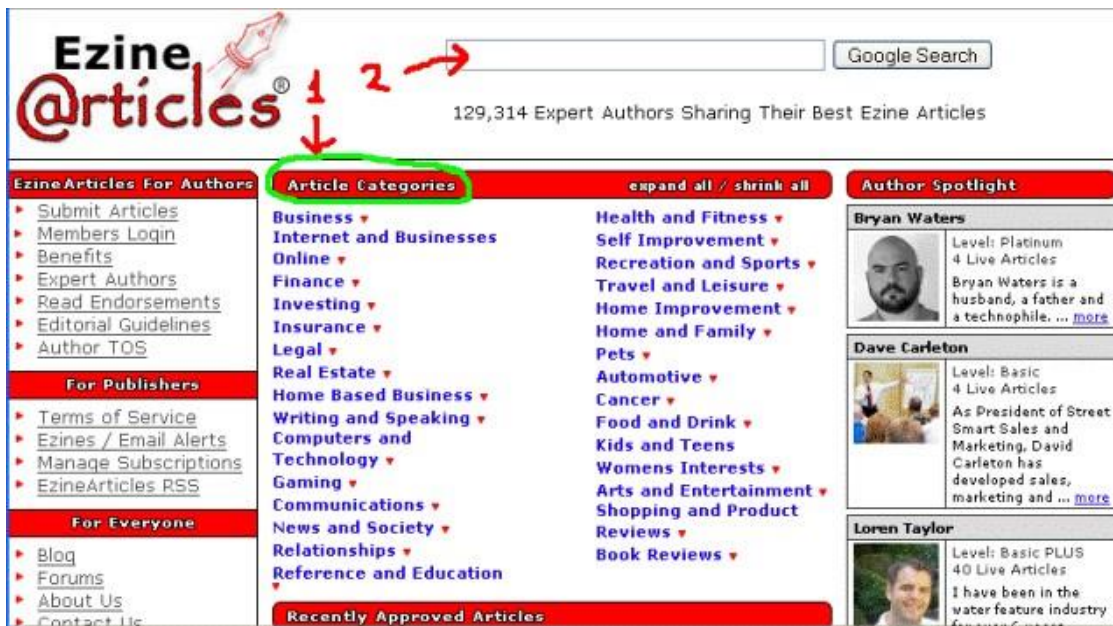 Ezine
@rticles®
1
2
Google Search
129,314 Expert Authors Sharing Their Best Ezine Articles
EzineArticles For Authors
Submit Articles
Members Login
Benefits
Expert Authors
Read Endorsements
Editorial Guidelines
Author TOS
For Publishers
Terms of Service
Ezines / Email Alerts
Manage Subscriptions
EzineArticles RSS
For Everyone
Blog
Forums
About Us
Contact Us
Article Categories
expand all / shrink all
Business
Internet and Businesses
Online
Finance
Investing
Insurance
Legal
Real Estate
Home Based Business
Writing and Speaking
Computers and
Technology
Gaming
Communications
News and Society
Relationships
Reference and Education
Health and Fitness
Self Improvement
Recreation and Sports
Travel and Leisure
Home Improvement
Home and Family
Pets
Automotive
Cancer
Food and Drink
Kids and Teens
Womens Interests
Arts and Entertainment
Shopping and Product
Reviews
Book Reviews
Recently Approved Articles
Author Spotlight
Bryan Waters
Level: Platinum
4 Live Articles
Bryan Waters is a
husband, a father and
a technophile. ... more
Dave Carleton
Level: Basic
4 Live Articles
As President of Street
Smart Sales and
Marketing, David
Carleton has
developed sales,
marketing and ... more
Loren Taylor
Level: Basic PLUS
40 Live Articles
I have been in the
water feature industry